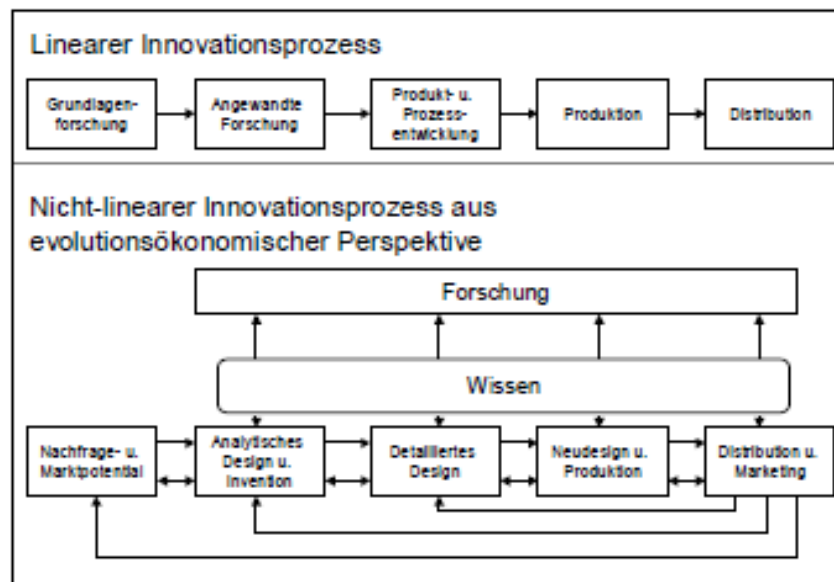 Linearer Innovationsprozess
Grundlagen-
forschung
Angewandte
Forschung
Produkt- u.
Prozess-
entwicklung
Produktion
Distribution
Nicht-linearer Innovationsprozess aus
evolutionsökonomischer Perspektive
Forschung
Wissen
Nachfrage- u.
Marktpotential
Analytisches
Design u.
Invention
Detailliertes
Design
Neudesign u.
Produktion
Distribution u.
Marketing